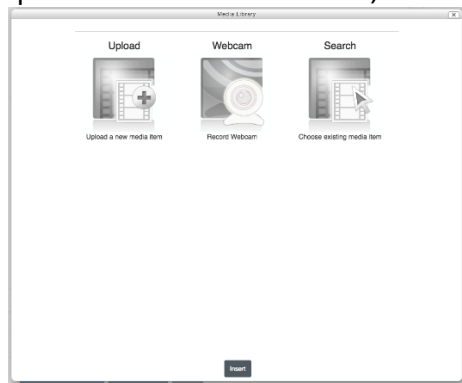 Media Library
Upload Webcam Search
Upload a new media item Record Webcam Choose existing media item
Insert